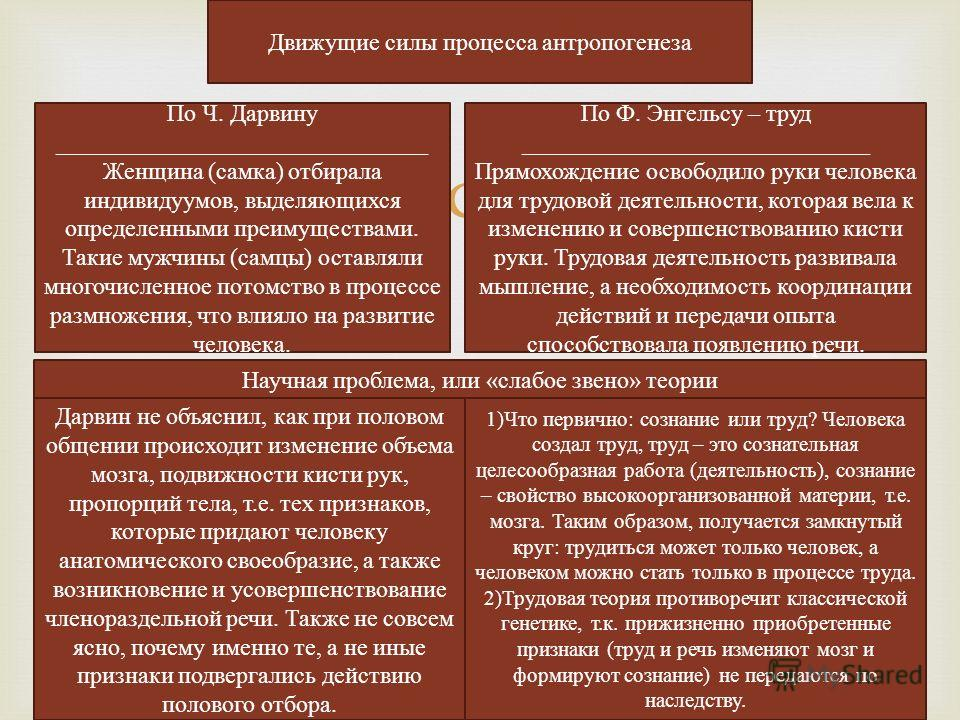 Движущие силы процесса антропогенеза
По Ч. Дарвину
Женщина (самка) отбирала
индивидуумов, выделяющихся
определенными преимуществами.
Такие мужчины (самцы) оставляли
многочисленное потомство в процессе
размножения, что влияло на развитие
человека.
По Ф. Энгельсу – труд
Прямохождение освободило руки человека
для трудовой деятельности, которая вела к
изменению и совершенствованию кисти
руки. Трудовая деятельность развивала
мышление, а необходимость координации
действий и передачи опыта
способствовала появлению речи.
Научная проблема, или «слабое звено» теории
Дарвин не объяснил, как при половом
общении происходит изменение объема
мозга, подвижности кисти рук,
пропорций тела, т.е. тех признаков,
которые придают человеку
анатомического своеобразие, а также
возникновение и усовершенствование
членораздельной речи. Также не совсем
ясно, почему именно те, а не иные
признаки подвергались действию
полового отбора.
1)Что первично: сознание или труд? Человека
создал труд, труд – это сознательная
целесообразная работа (деятельность), сознание
– свойство высокоорганизованной материи, т.е.
мозга. Таким образом, получается замкнутый
круг: трудиться может только человек, а
человеком можно стать только в процессе труда.
2)Трудовая теория противоречит классической
генетике, т.к. прижизненно приобретенные
признаки (труд и речь изменяют мозг и
формируют сознание) не передаются по
наследству.
MyShared